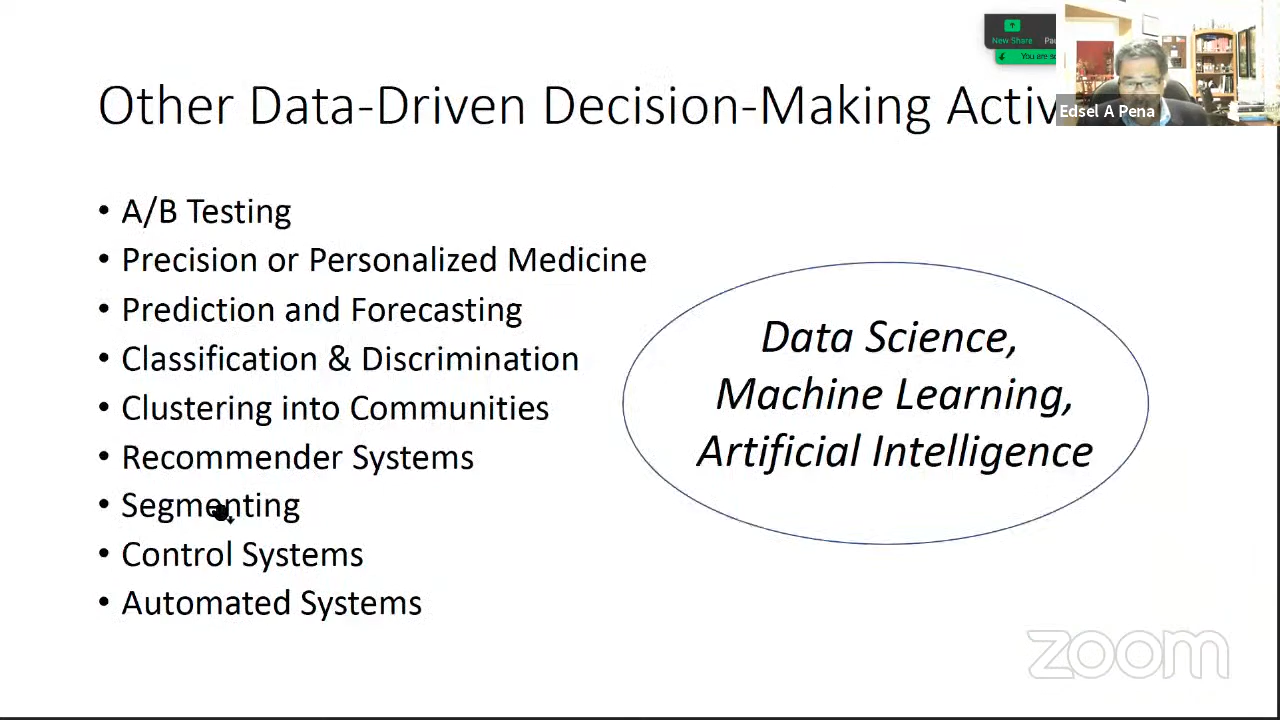 New Share
You are
Edsel A Pena
Other Data-Driven Decision-Making
• A/B Testing
• Precision or Personalized Medicine
• Prediction and Forecasting
• Classification & Discrimination
• Clustering into Communities
• Recommender Systems
• Segmenting
• Control Systems
• Automated Systems
Data Science,
Machine Learning,
Artificial Intelligence
zoom